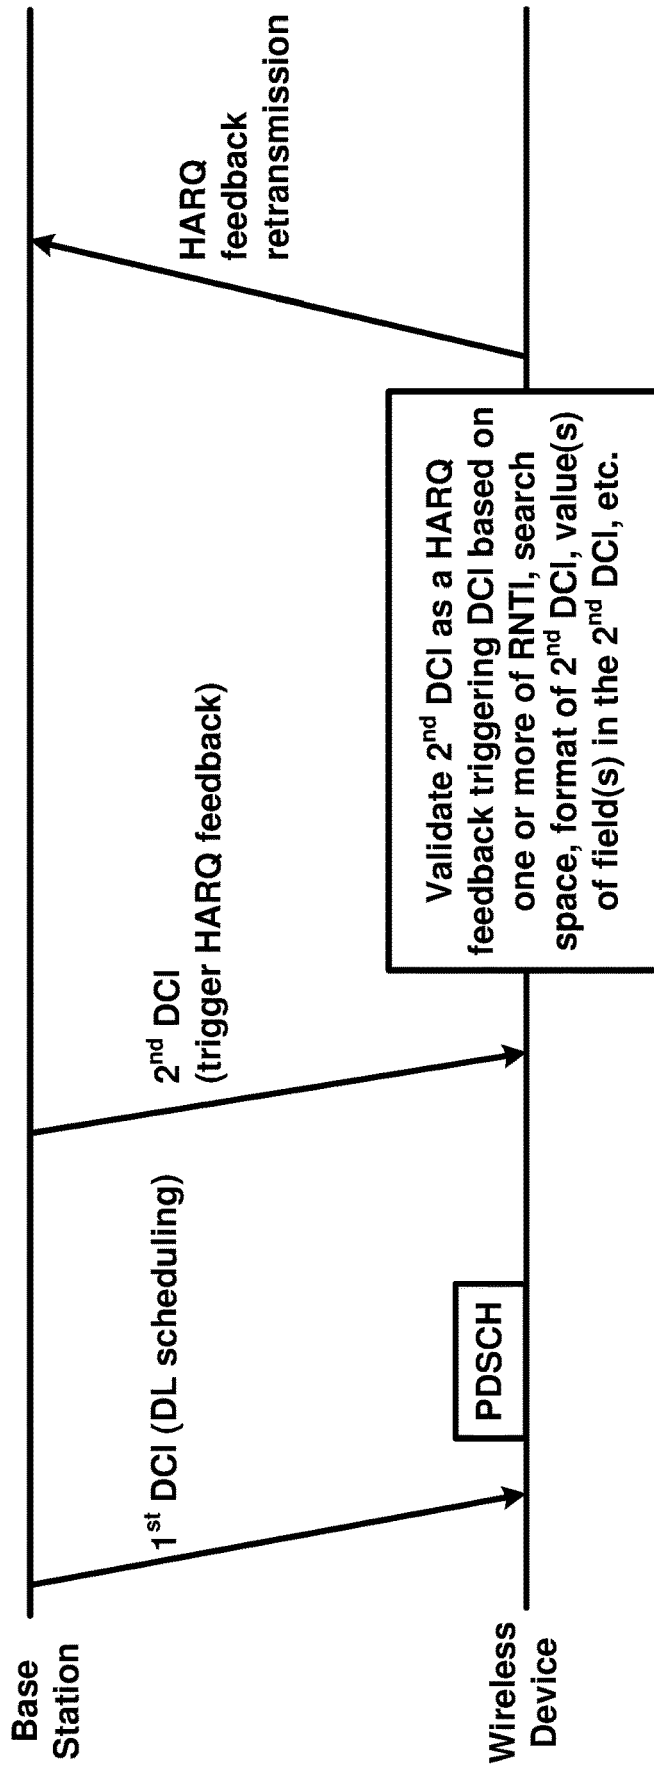 Base
Station
1st DCI (DL scheduling)
2nd DCI
(trigger HARQ feedback)
HARQ
feedback
retransmission
Wireless
Device
PDSCH
Validate 2nd DCI as a HARQ
feedback triggering DCI based on
one or more of RNTI, search
space, format of 2nd DCI, value(s)
of field(s) in the 2nd DCI, etc.